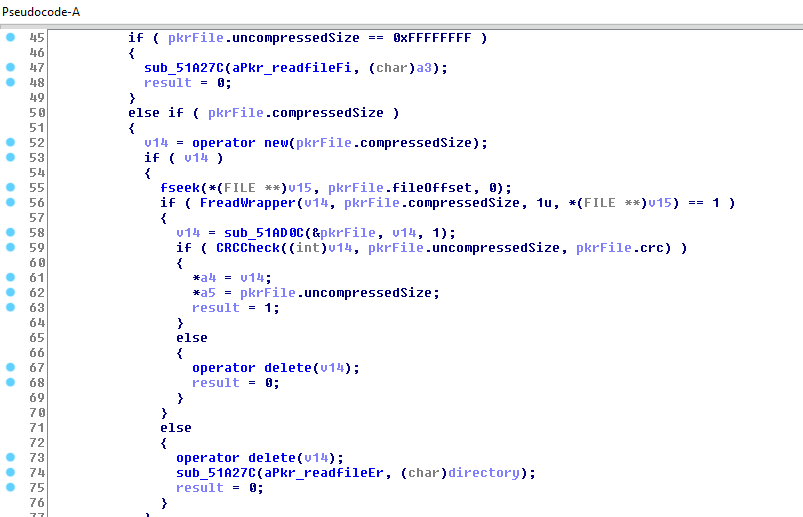 Pseudocode-A
45 if ( pkrFile.uncompressedSize == 0xFFFFFFFF )
46 {
47 sub_51A27C(aPkr_readfileFi, (char)a3);
48 result = 0;
49 }
50 else if ( pkrFile.compressedSize )
51 {
52 v14 = operator new(pkrFile.compressedSize);
53 if ( v14 )
54 {
55 fseek(*(FILE **)v15, pkrFile.fileOffset, 0);
56 if ( FreadWrapper(v14, pkrFile.compressedSize, 1u, *(FILE **)v15) == 1 )
57 {
58 v14 = sub_51AD0C(&pkrFile, v14, 1);
59 if ( CRCCheck((int)v14, pkrFile.uncompressedSize, pkrFile.crc) )
60 {
61 *a4 = v14;
62 *a5 = pkrFile.uncompressedSize;
63 result = 1;
64 }
65 else
66 {
67 operator delete(v14);
68 result = 0;
69 }
70 }
71 else
72 {
73 operator delete(v14);
74 sub_51A27C(aPkr_readfileEr, (char)directory);
75 result = 0;
76 }
77 }